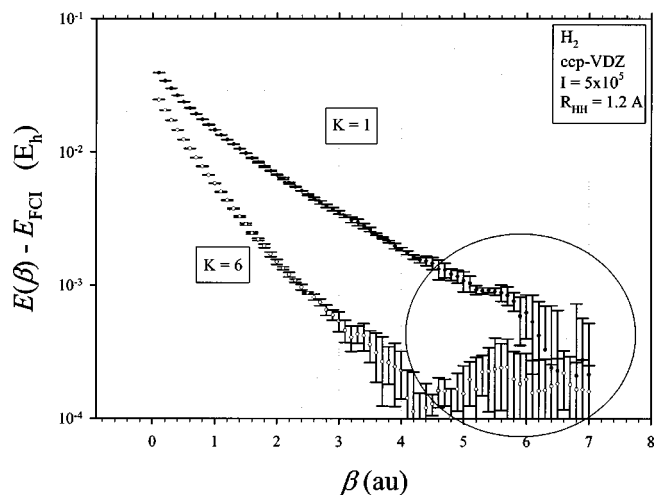 10⁻¹
10⁻²
10⁻³
10⁻⁴
E(β) - E_FCI (E_h)
H₂
ccp-VDZ
I = 5x10⁵
R_HH = 1.2 A
K = 1
K = 6
0 1 2 3 4 5 6 7 8
β (au)